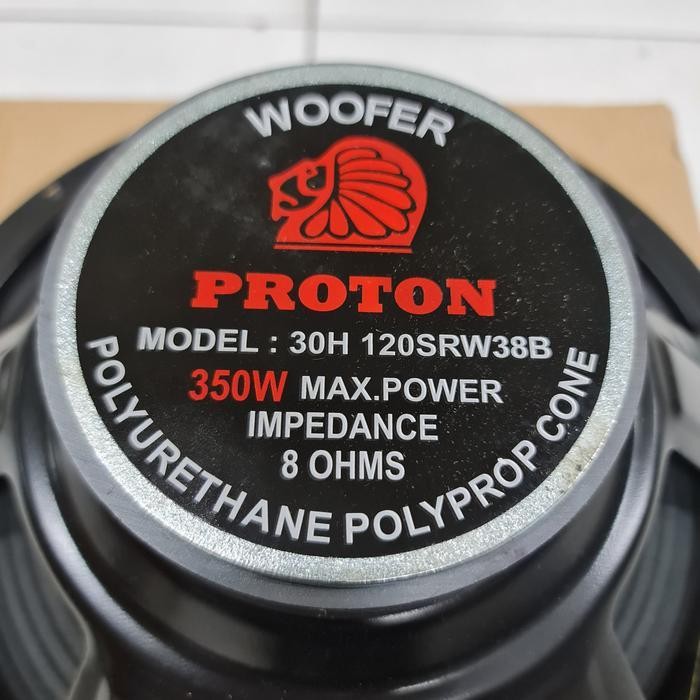 WOOFER
PROTON
MODEL : 30H 120SRW38B
350W MAX.POWER
IMPEDANCE
8 OHMS
POLYURETHANE POLYPROP CONE